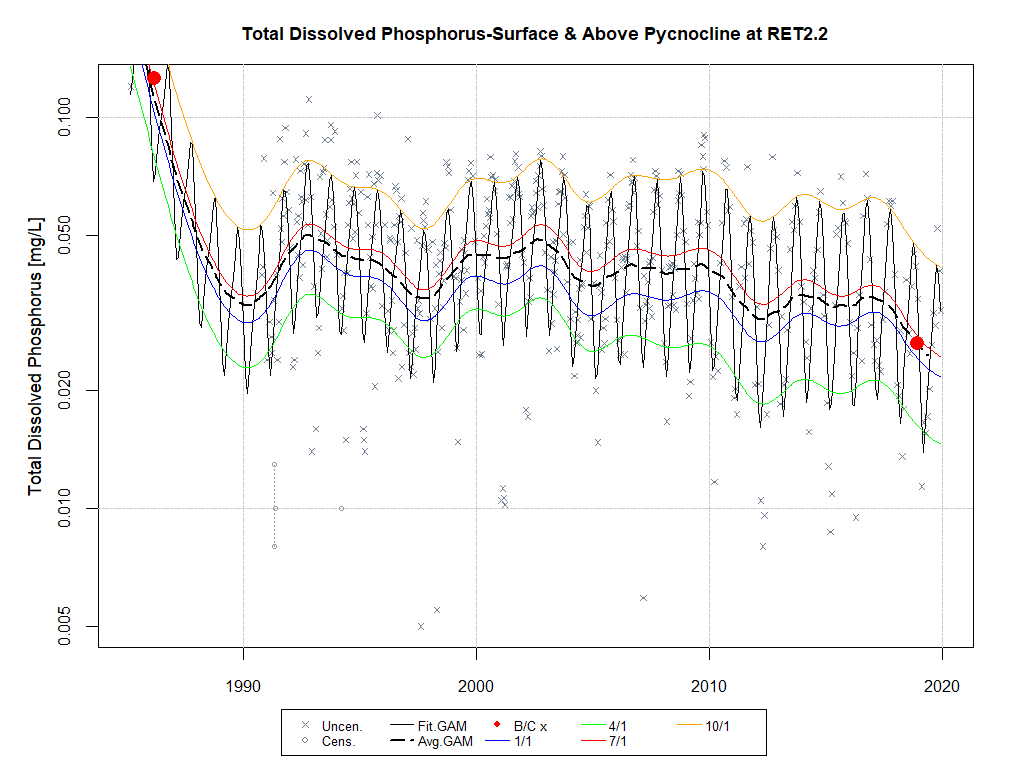 Total Dissolved Phosphorus-Surface & Above Pycnocline at RET2.2
Total Dissolved Phosphorus [mg/L]
0.100
0.050
0.020
0.010
0.005
1990 2000 2010 2020
Uncen. Fit.GAM B/C x 4/1 10/1
Cens. Avg.GAM 1/1 7/1